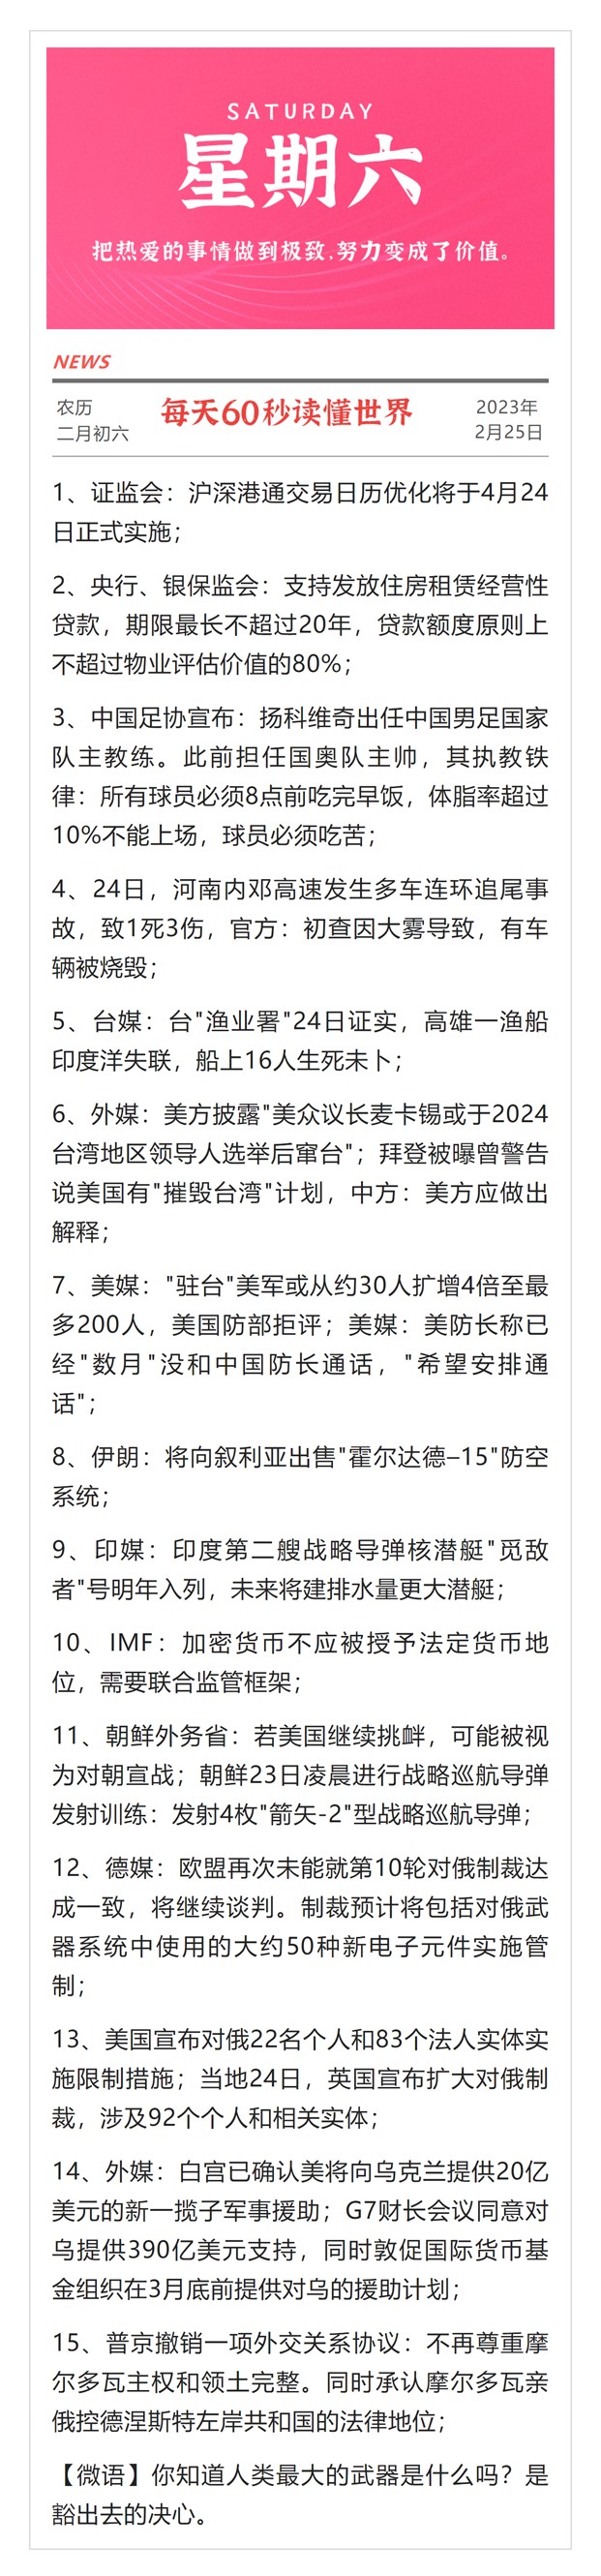 SATURDAY
星期六
把热爱的事情做到极致,努力变成了价值。
NEWS
农历
二月初六
每天60秒读懂世界
2023年
2月25日
1、证监会：沪深港通交易日历优化将于4月24
日正式实施；
2、央行、银保监会：支持发放住房租赁经营性
贷款，期限最长不超过20年，贷款额度原则上
不超过物业评估价值的80%；
3、中国足协宣布：扬科维奇出任中国男足国家
队主教练。此前担任国奥队主帅，其执教铁
律：所有球员必须8点前吃完早饭，体脂率超过
10%不能上场，球员必须吃苦；
4、24日，河南内邓高速发生多车连环追尾事
故，致1死3伤，官方：初查因大雾导致，有车
辆被烧毁；
5、台媒：台"渔业署"24日证实，高雄一渔船
印度洋失联，船上16人生死未卜；
6、外媒：美方披露"美众议长麦卡锡或于2024
台湾地区领导人选举后窜台"；拜登被曝曾警告
说美国有"摧毁台湾"计划，中方：美方应做出
解释；
7、美媒："驻台"美军或从约30人扩增4倍至最
多200人，美国防部拒评；美媒：美防长称已
经"数月"没和中国防长通话，"希望安排通
话"；
8、伊朗：将向叙利亚出售"霍尔达德–15"防空
系统；
9、印媒：印度第二艘战略导弹核潜艇"觅敌
者"号明年入列，未来将建排水量更大潜艇；
10、IMF：加密货币不应被授予法定货币地
位，需要联合监管框架；
11、朝鲜外务省：若美国继续挑衅，可能被视
为对朝宣战；朝鲜23日凌晨进行战略巡航导弹
发射训练：发射4枚"箭矢-2"型战略巡航导弹；
12、德媒：欧盟再次未能就第10轮对俄制裁达
成一致，将继续谈判。制裁预计将包括对俄武
器系统中使用的大约50种新电子元件实施管
制；
13、美国宣布对俄22名个人和83个法人实体实
施限制措施；当地24日，英国宣布扩大对俄制
裁，涉及92个个人和相关实体；
14、外媒：白宫已确认美将向乌克兰提供20亿
美元的新一揽子军事援助；G7财长会议同意对
乌提供390亿美元支持，同时敦促国际货币基
金组织在3月底前提供对乌的援助计划；
15、普京撤销一项外交关系协议：不再尊重摩
尔多瓦主权和领土完整。同时承认摩尔多瓦亲
俄控德涅斯特左岸共和国的法律地位；
【微语】你知道人类最大的武器是什么吗？是
豁出去的决心。